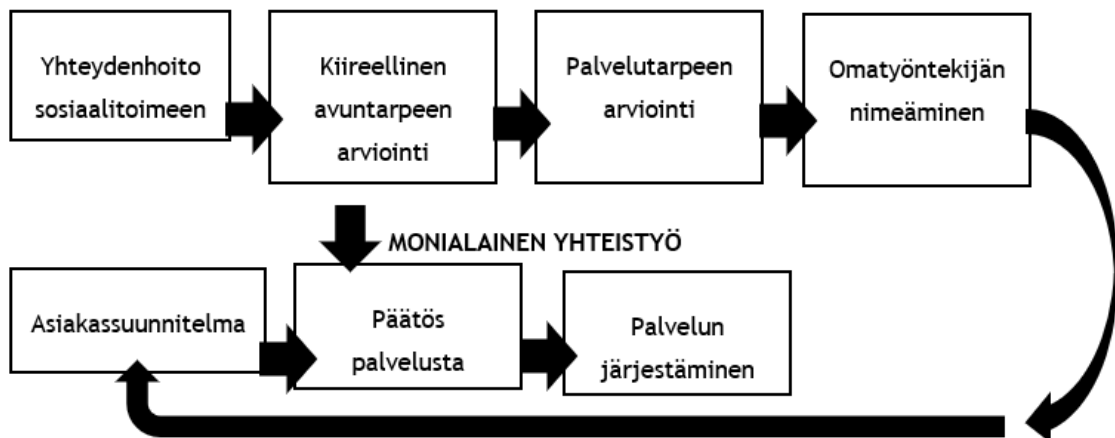 Yhteydenhoito
sosiaalitoimeen
Kiireellinen
avuntarpeen
arviointi
Palvelutarpeen
arviointi
Omatyöntekijän
nimeäminen
MONIALAINEN YHTEISTYÖ
Asiakassuunnitelma
Päätös
palvelusta
Palvelun
järjestäminen